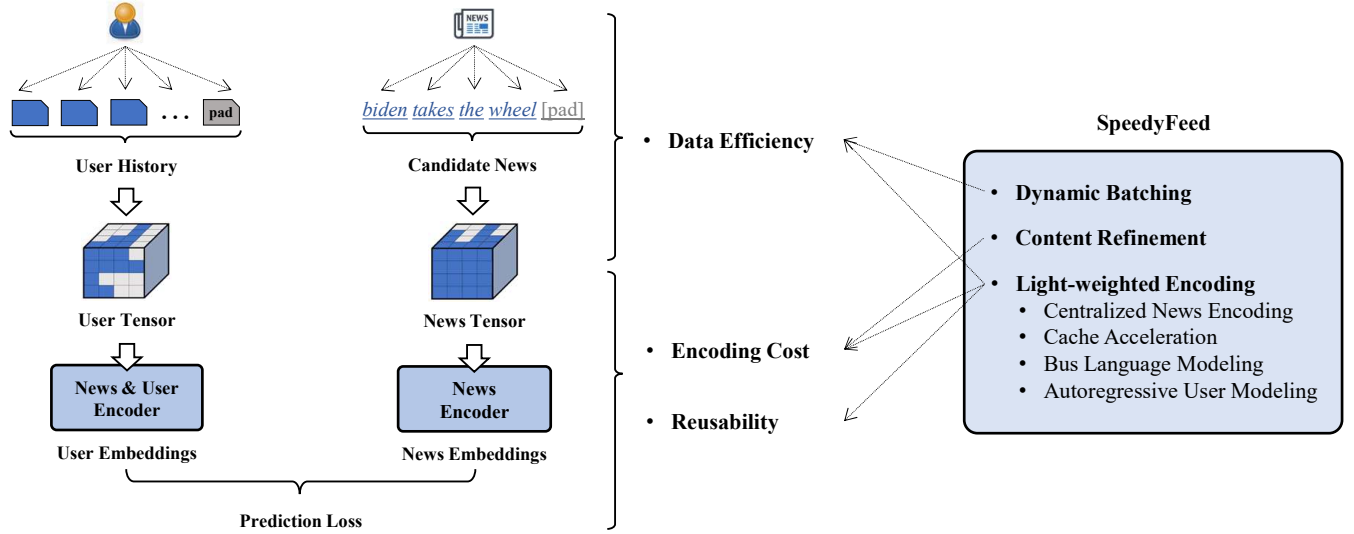 NEWS
pad
biden takes the wheel [pad]
User History
Candidate News
User Tensor
News Tensor
News & User
Encoder
News
Encoder
User Embeddings
News Embeddings
Prediction Loss
• Data Efficiency
• Encoding Cost
• Reusability
SpeedyFeed
• Dynamic Batching
• Content Refinement
• Light-weighted Encoding
• Centralized News Encoding
• Cache Acceleration
• Bus Language Modeling
• Autoregressive User Modeling